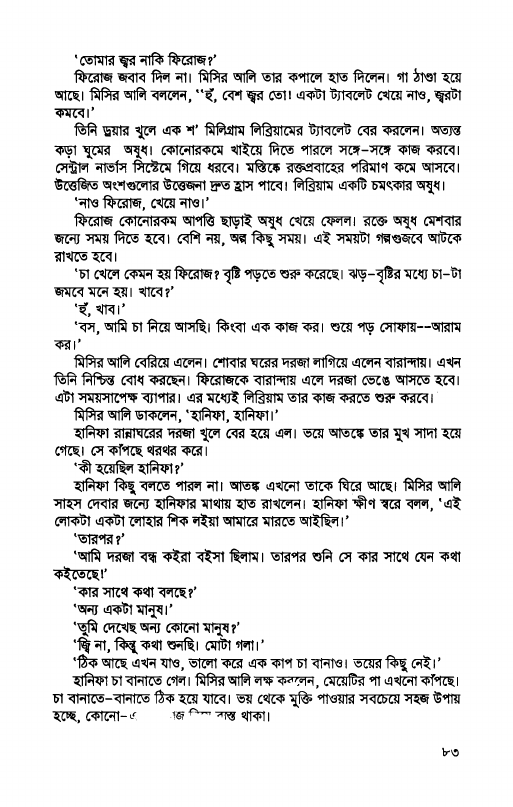 ‘তোমার জ্বর নাকি ফিরোজ?’
ফিরোজ জবাব দিল না। মিসির আলি তার কপালে হাত দিলেন। গা ঠাণ্ডা হয়ে
আছে। মিসির আলি বললেন, ‘‘হুঁ, বেশ জ্বর তো! একটা ট্যাবলেট খেয়ে নাও, জ্বরটা
কমবে।’
তিনি ড্রয়ার খুলে এক শ’ মিলিগ্রাম লিব্রিয়ামের ট্যাবলেট বের করলেন। অত্যন্ত
কড়া ঘুমের অষুধ। কোনোরকমে খাইয়ে দিতে পারলে সঙ্গে-সঙ্গে কাজ করবে।
সেন্ট্রাল নার্ভাস সিস্টেমে গিয়ে ধরবে। মস্তিষ্কে রক্তপ্রবাহের পরিমাণ কমে আসবে।
উত্তেজিত অংশগুলোর উত্তেজনা দ্রুত হ্রাস পাবে। লিব্রিয়াম একটি চমৎকার অষুধ।
‘নাও ফিরোজ, খেয়ে নাও।’
ফিরোজ কোনোরকম আপত্তি ছাড়াই অষুধ খেয়ে ফেলল। রক্তে অষুধ মেশবার
জন্যে সময় দিতে হবে। বেশি নয়, অল্প কিছু সময়। এই সময়টা গল্পগুজবে আটকে
রাখতে হবে।
‘চা খেলে কেমন হয় ফিরোজ? বৃষ্টি পড়তে শুরু করেছে। ঝড়-বৃষ্টির মধ্যে চা-টা
জমবে মনে হয়। খাবে?’
‘হুঁ, খাব।’
‘বস, আমি চা নিয়ে আসছি। কিংবা এক কাজ কর। শুয়ে পড় সোফায়--আরাম
কর।’
মিসির আলি বেরিয়ে এলেন। শোবার ঘরের দরজা লাগিয়ে এলেন বারান্দায়। এখন
তিনি নিশ্চিন্ত বোধ করছেন। ফিরোজকে বারান্দায় এলে দরজা ভেঙে আসতে হবে।
এটা সময়সাপেক্ষ ব্যাপার। এর মধ্যেই লিব্রিয়াম তার কাজ করতে শুরু করবে।
মিসির আলি ডাকলেন, ‘হানিফা, হানিফা।’
হানিফা রান্নাঘরের দরজা খুলে বের হয়ে এল। ভয়ে আতঙ্কে তার মুখ সাদা হয়ে
গেছে। সে কাঁপছে থরথর করে।
‘কী হয়েছিল হানিফা?’
হানিফা কিছু বলতে পারল না। আতঙ্ক এখনো তাকে ঘিরে আছে। মিসির আলি
সাহস দেবার জন্যে হানিফার মাথায় হাত রাখলেন। হানিফা ক্ষীণ স্বরে বলল, ‘এই
লোকটা একটা লোহার শিক লইয়া আমারে মারতে আইছিল।’
‘তারপর?’
‘আমি দরজা বন্ধ কইরা বইসা ছিলাম। তারপর শুনি সে কার সাথে যেন কথা
কইতেছে!’
‘কার সাথে কথা বলছে?’
‘অন্য একটা মানুষ।’
‘তুমি দেখেছ অন্য কোনো মানুষ?’
‘জ্বি না, কিন্তু কথা শুনছি। মোটা গলা।’
‘ঠিক আছে এখন যাও, ভালো করে এক কাপ চা বানাও। ভয়ের কিছু নেই।’
হানিফা চা বানাতে গেল। মিসির আলি লক্ষ করলেন, মেয়েটির পা এখনো কাঁপছে।
চা বানাতে-বানাতে ঠিক হয়ে যাবে। ভয় থেকে মুক্তি পাওয়ার সবচেয়ে সহজ উপায়
হচ্ছে, কোনো- ব্যস্ত থাকা।
৮৩